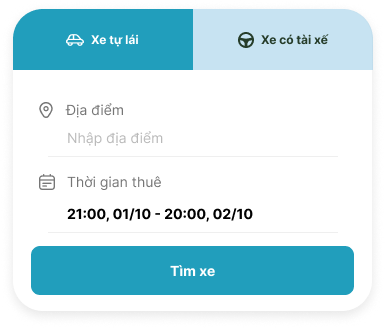 Xe tự lái
Xe có tài xế
Địa điểm
Nhập địa điểm
Thời gian thuê
21:00, 01/10 - 20:00, 02/10
Tìm xe